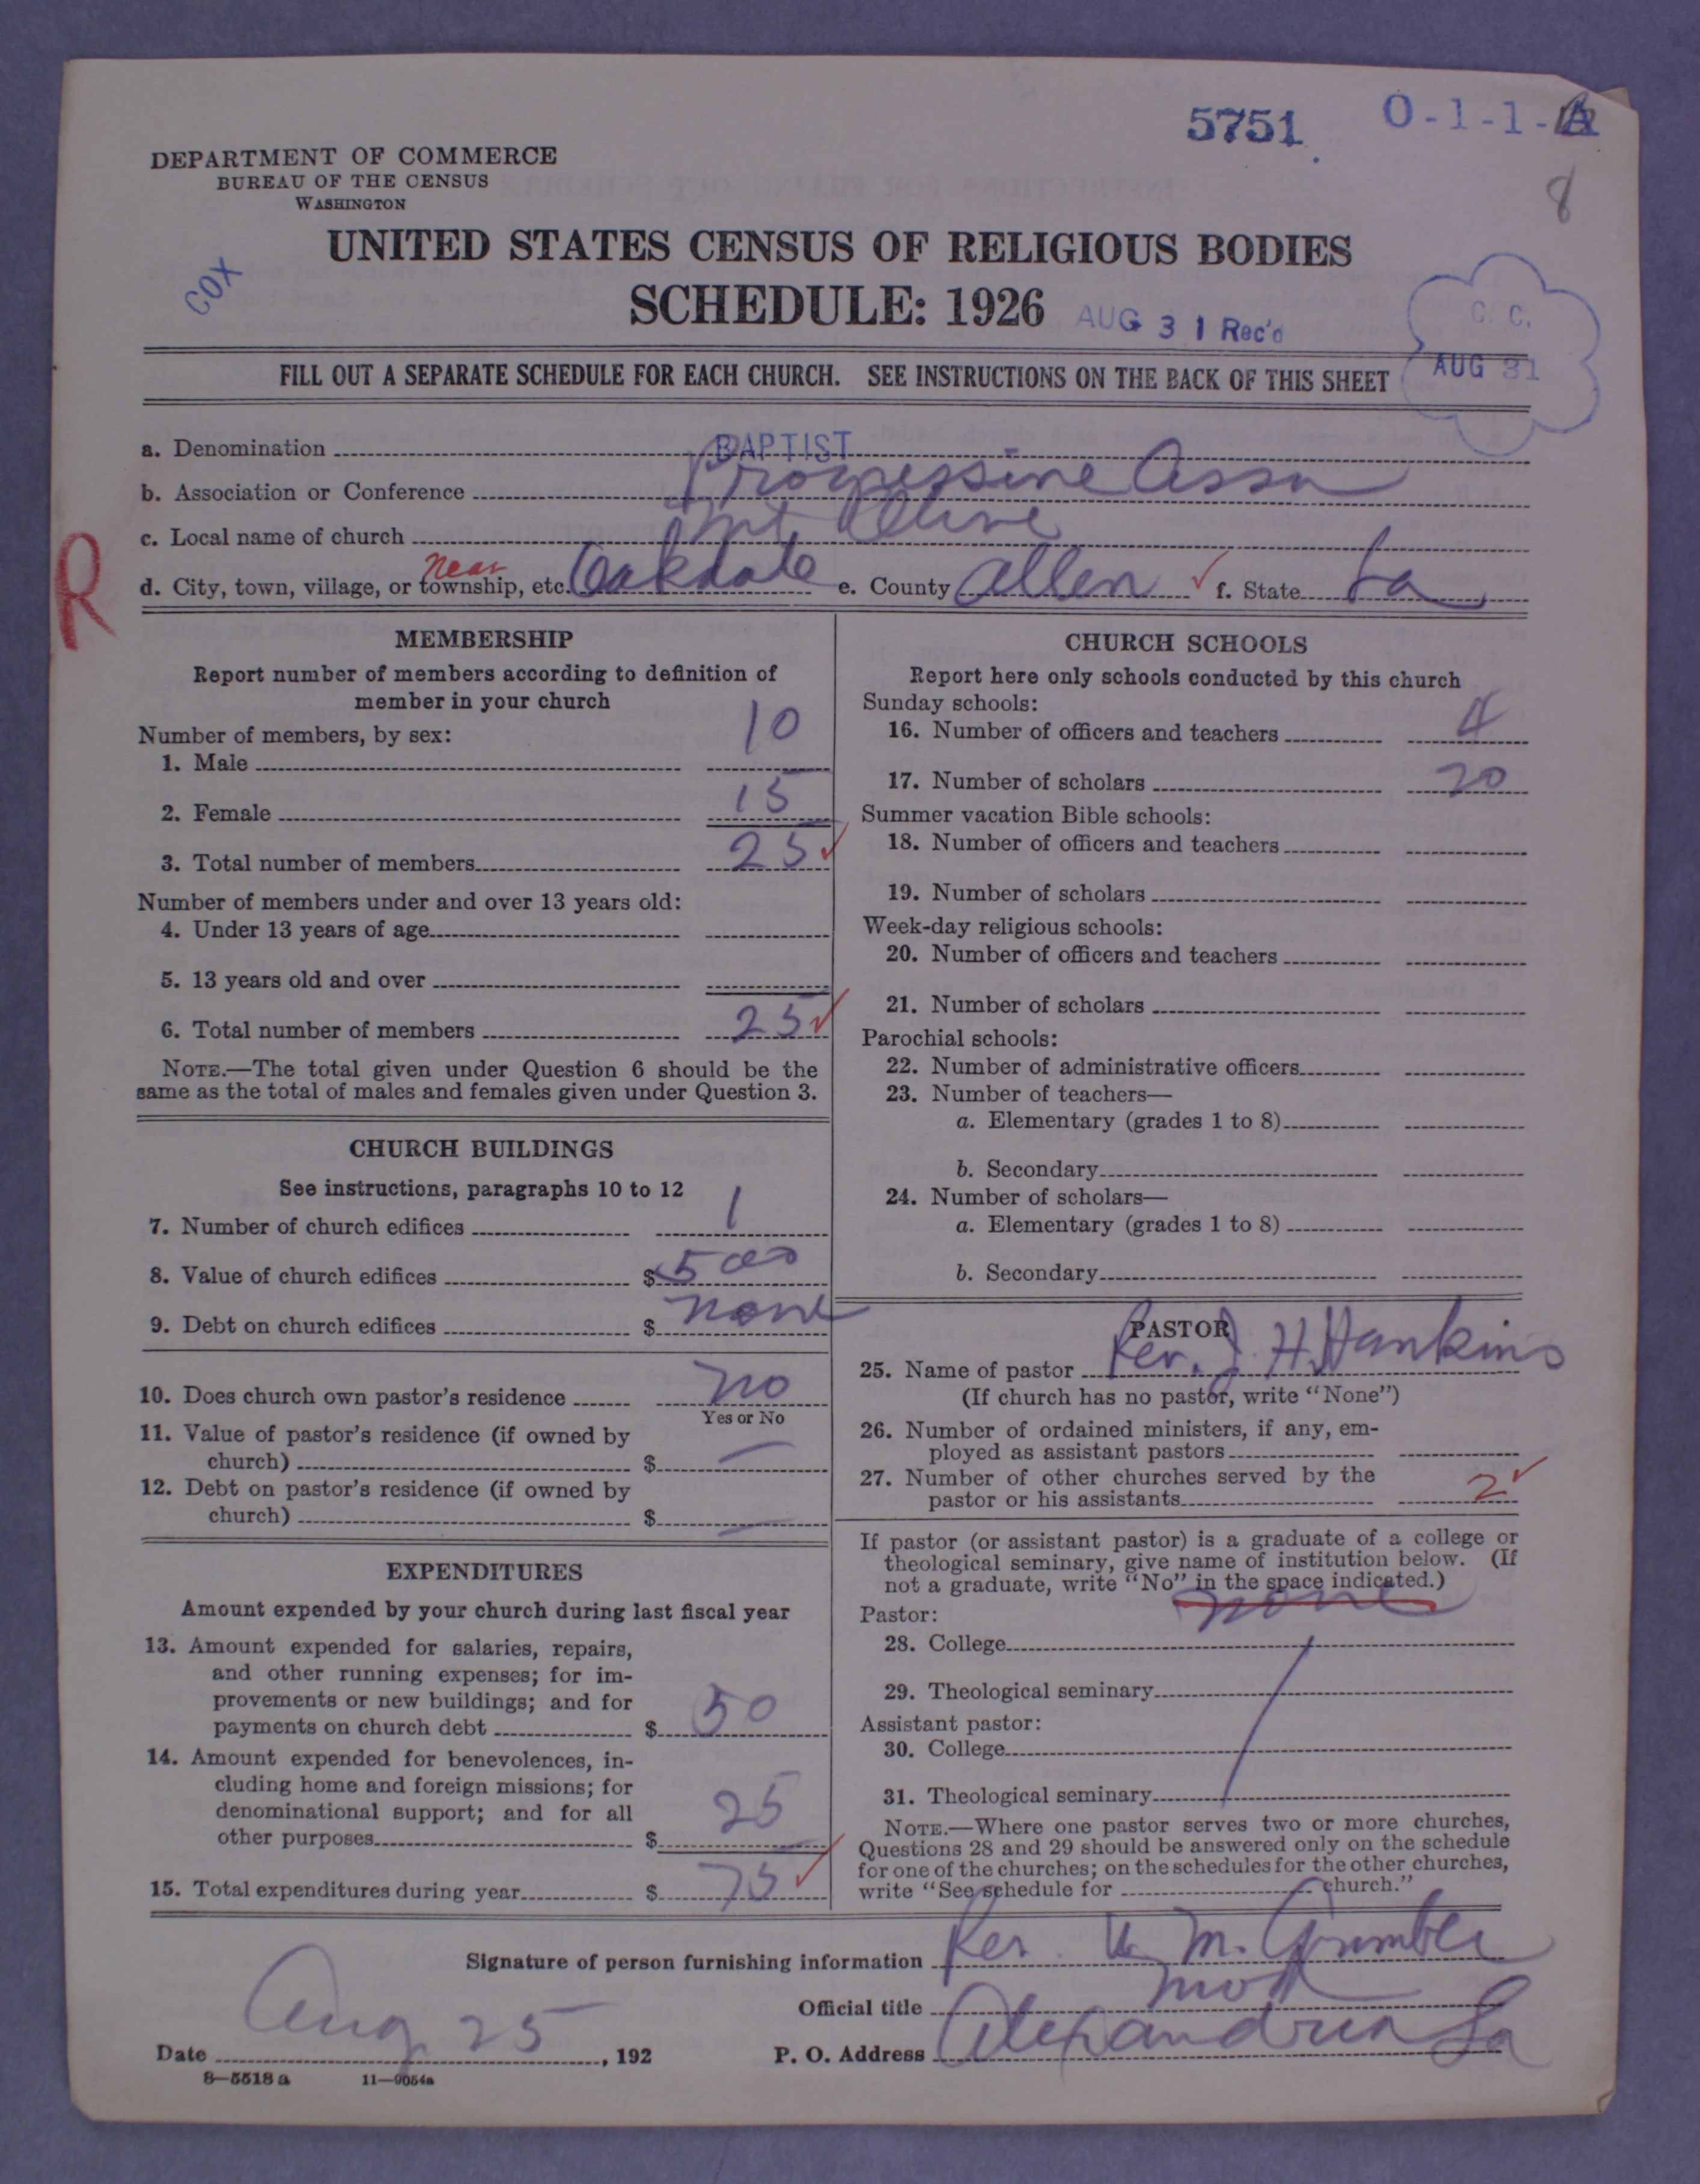 5751
O-1-1-A
8
DEPARTMENT OF COMMERCE
BUREAU OF THE CENSUS
WASHINGTON
COX
UNITED STATES CENSUS OF RELIGIOUS BODIES
SCHEDULE: 1926
AUG 31 Rec'd
C. C.
AUG 31
FILL OUT A SEPARATE SCHEDULE FOR EACH CHURCH. SEE INSTRUCTIONS ON THE BACK OF THIS SHEET
a. Denomination BAPTIST
b. Association or Conference Progressive Assn
c. Local name of church Mt Olive
R
d. City, town, village, or township, etc. near Oakdale e. County Allen ✓ f. State La
MEMBERSHIP
Report number of members according to definition of
member in your church
Number of members, by sex:
1. Male 10
2. Female 15
3. Total number of members 25 ✓
Number of members under and over 13 years old:
4. Under 13 years of age
5. 13 years old and over
6. Total number of members 25 ✓
NOTE.—The total given under Question 6 should be the
same as the total of males and females given under Question 3.
CHURCH BUILDINGS
See instructions, paragraphs 10 to 12
7. Number of church edifices 1
8. Value of church edifices $ 500
9. Debt on church edifices $ none
10. Does church own pastor's residence no
Yes or No
11. Value of pastor's residence (if owned by
church) $ —
12. Debt on pastor's residence (if owned by
church) $ —
EXPENDITURES
Amount expended by your church during last fiscal year
13. Amount expended for salaries, repairs,
and other running expenses; for im-
provements or new buildings; and for
payments on church debt $ 50
14. Amount expended for benevolences, in-
cluding home and foreign missions; for
denominational support; and for all
other purposes $ 25
15. Total expenditures during year $ 75 ✓
CHURCH SCHOOLS
Report here only schools conducted by this church
Sunday schools:
16. Number of officers and teachers 4
17. Number of scholars 20
Summer vacation Bible schools:
18. Number of officers and teachers
19. Number of scholars
Week-day religious schools:
20. Number of officers and teachers
21. Number of scholars
Parochial schools:
22. Number of administrative officers
23. Number of teachers—
a. Elementary (grades 1 to 8)
b. Secondary
24. Number of scholars—
a. Elementary (grades 1 to 8)
b. Secondary
PASTOR
25. Name of pastor Rev. J. H. Hankins
(If church has no pastor, write "None")
26. Number of ordained ministers, if any, em-
ployed as assistant pastors
27. Number of other churches served by the
pastor or his assistants 2 ✓
If pastor (or assistant pastor) is a graduate of a college or
theological seminary, give name of institution below. (If
not a graduate, write "No" in the space indicated.)
Pastor: none
28. College
29. Theological seminary
Assistant pastor:
30. College
31. Theological seminary
NOTE.—Where one pastor serves two or more churches,
Questions 28 and 29 should be answered only on the schedule
for one of the churches; on the schedules for the other churches,
write "See schedule for church."
Signature of person furnishing information Rev. M.
Official title Mod
Date Aug 25, 192
P. O. Address Alexandria La
8—5518 a 11—9054a